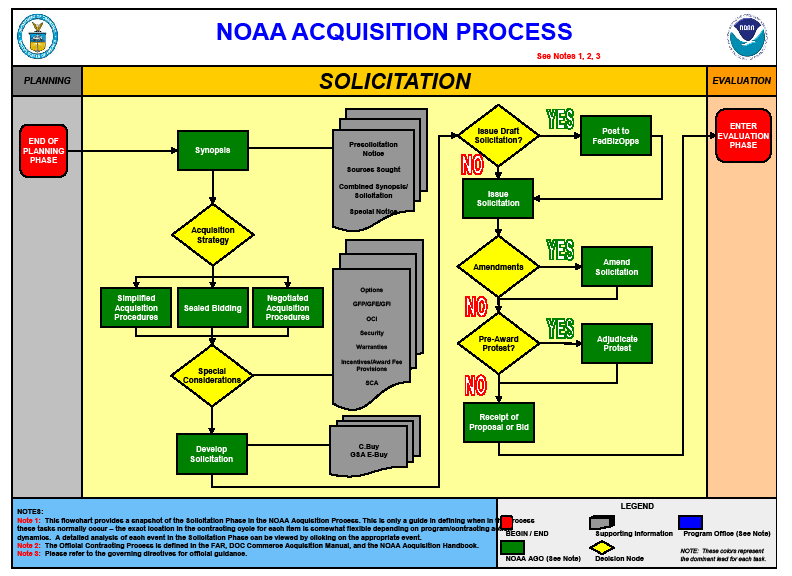 NOAA ACQUISITION PROCESS
See Notes 1, 2, 3
NOAA
PLANNING
SOLICITATION
EVALUATION
END OF
PLANNING
PHASE
Synopsis
Presolicitation
Notice
Sources Sought
Combined Synopsis/
Solicitation
Special Notice
Acquisition
Strategy
Simplified
Acquisition
Procedures
Sealed Bidding
Negotiated
Acquisition
Procedures
Options
GFP/GFE/GFI
OCI
Security
Warranties
Incentives/Award Fee
Provisions
SCA
Special
Considerations
Develop
Solicitation
C.Buy
GSA E-Buy
Issue Draft
Solicitation?
YES
Post to
FedBizOpps
NO
Issue
Solicitation
Amendments
YES
Amend
Solicitation
NO
Pre-Award
Protest?
YES
Adjudicate
Protest
NO
Receipt of
Proposal or Bid
ENTER
EVALUATION
PHASE
NOTES:
Note 1: This flowchart provides a snapshot of the Solicitation Phase in the NOAA Acquisition Process. This is only a guide in defining when in the process
these tasks normally occur – the exact location in the contracting cycle for each item is somewhat flexible depending on program/contracting
dynamics. A detailed analysis of each event in the Solicitation Phase can be viewed by clicking on the appropriate event.
Note 2: The Official Contracting Process is defined in the FAR, DOC Commerce Acquisition Manual, and the NOAA Acquisition Handbook.
Note 3: Please refer to the governing directives for official guidance.
LEGEND
BEGIN / END
Supporting Information
Program Office (See Note)
NOAA AGO (See Note)
Decision Node
NOTE: These colors represent
the dominant lead for each task.